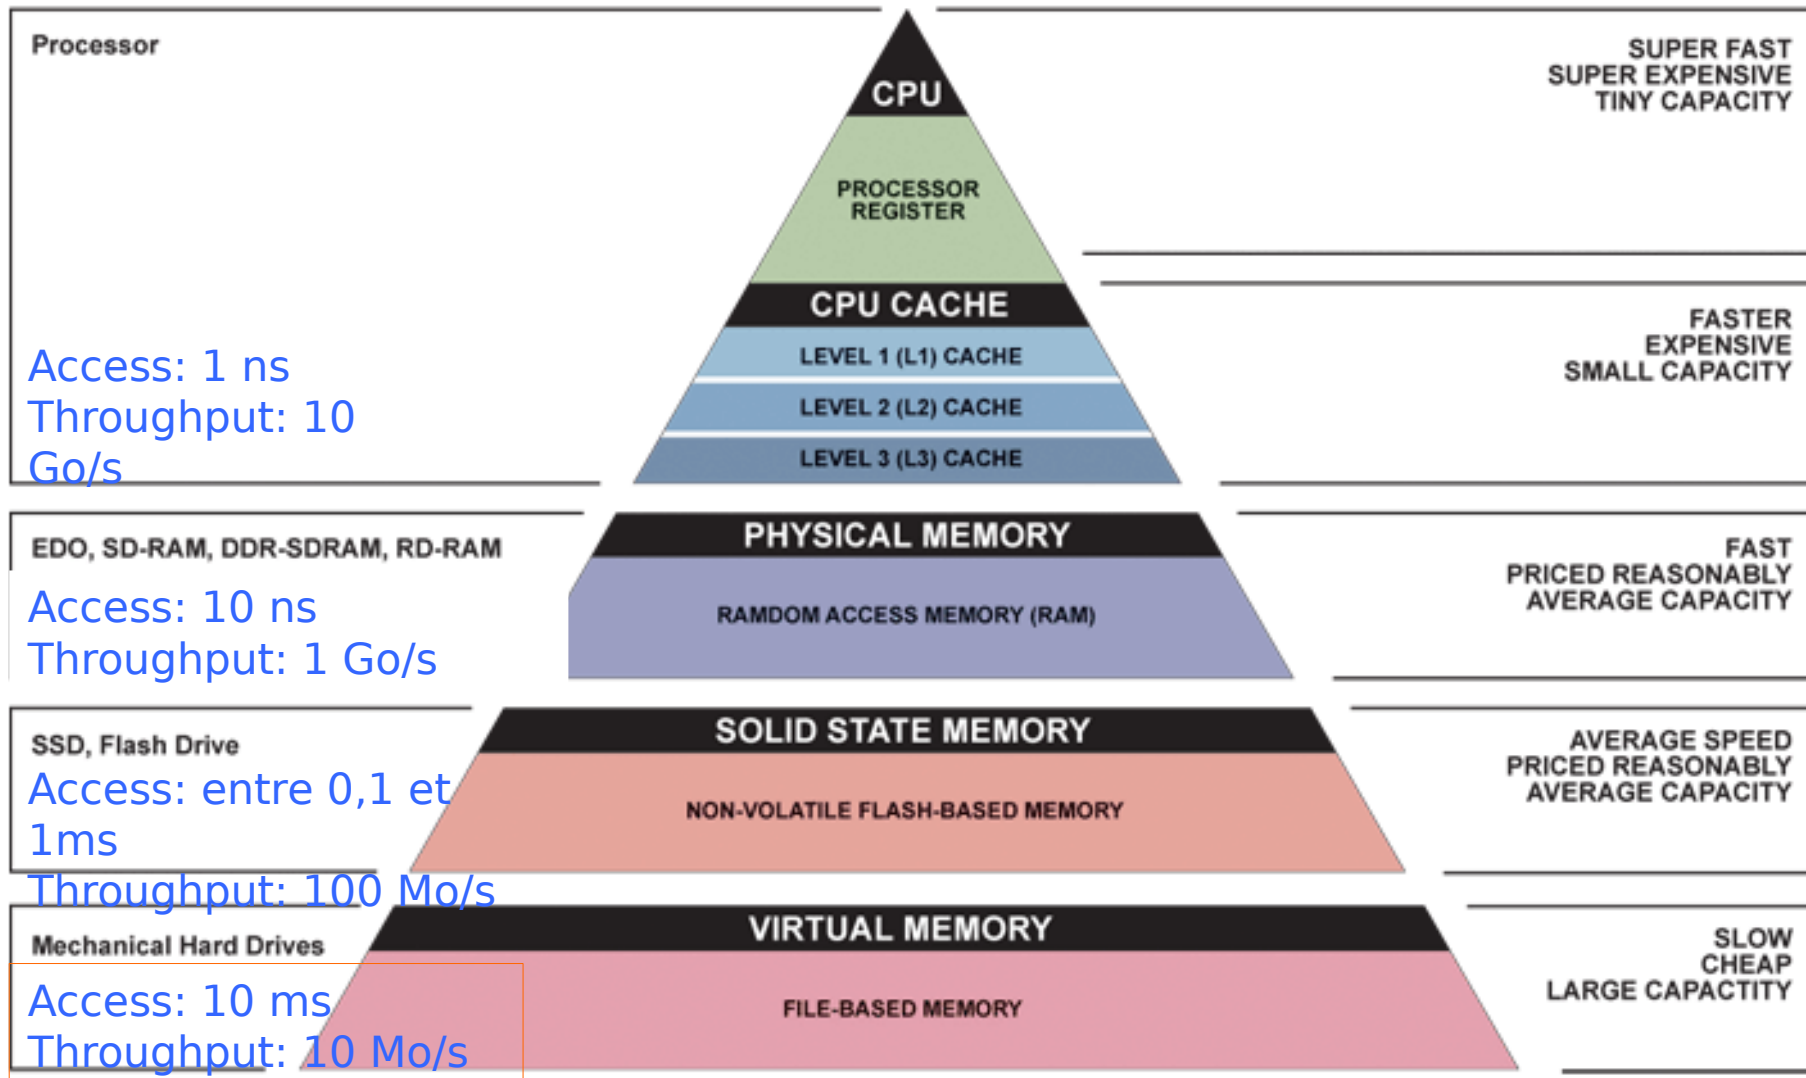 Processor
CPU
SUPER FAST
SUPER EXPENSIVE
TINY CAPACITY
PROCESSOR
REGISTER
CPU CACHE
LEVEL 1 (L1) CACHE
LEVEL 2 (L2) CACHE
LEVEL 3 (L3) CACHE
Access: 1 ns
Throughput: 10
Go/s
FASTER
EXPENSIVE
SMALL CAPACITY
EDO, SD-RAM, DDR-SDRAM, RD-RAM
Access: 10 ns
Throughput: 1 Go/s
PHYSICAL MEMORY
RAMDOM ACCESS MEMORY (RAM)
FAST
PRICED REASONABLY
AVERAGE CAPACITY
SSD, Flash Drive
Access: entre 0,1 et
1ms
Throughput: 100 Mo/s
SOLID STATE MEMORY
NON-VOLATILE FLASH-BASED MEMORY
AVERAGE SPEED
PRICED REASONABLY
AVERAGE CAPACITY
Mechanical Hard Drives
Access: 10 ms
Throughput: 10 Mo/s
VIRTUAL MEMORY
FILE-BASED MEMORY
SLOW
CHEAP
LARGE CAPACTITY